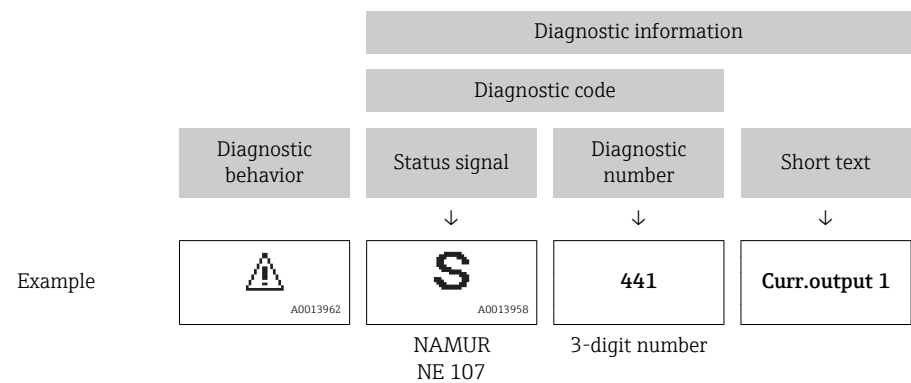 Diagnostic information
Diagnostic code
Diagnostic
behavior
Status signal
Diagnostic
number
Short text
↓
↓
↓
Example
A0013962
S
A0013958
441
Curr.output 1
NAMUR
NE 107
3-digit number